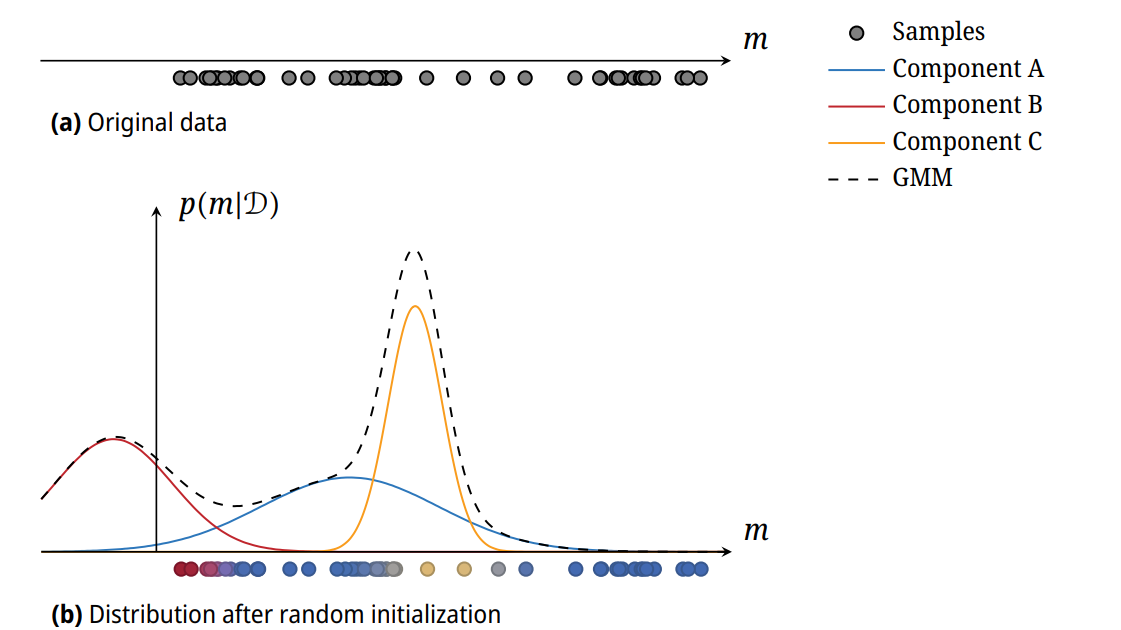 m
Samples
Component A
Component B
Component C
GMM
(a) Original data
p(m|𝒟)
m
(b) Distribution after random initialization